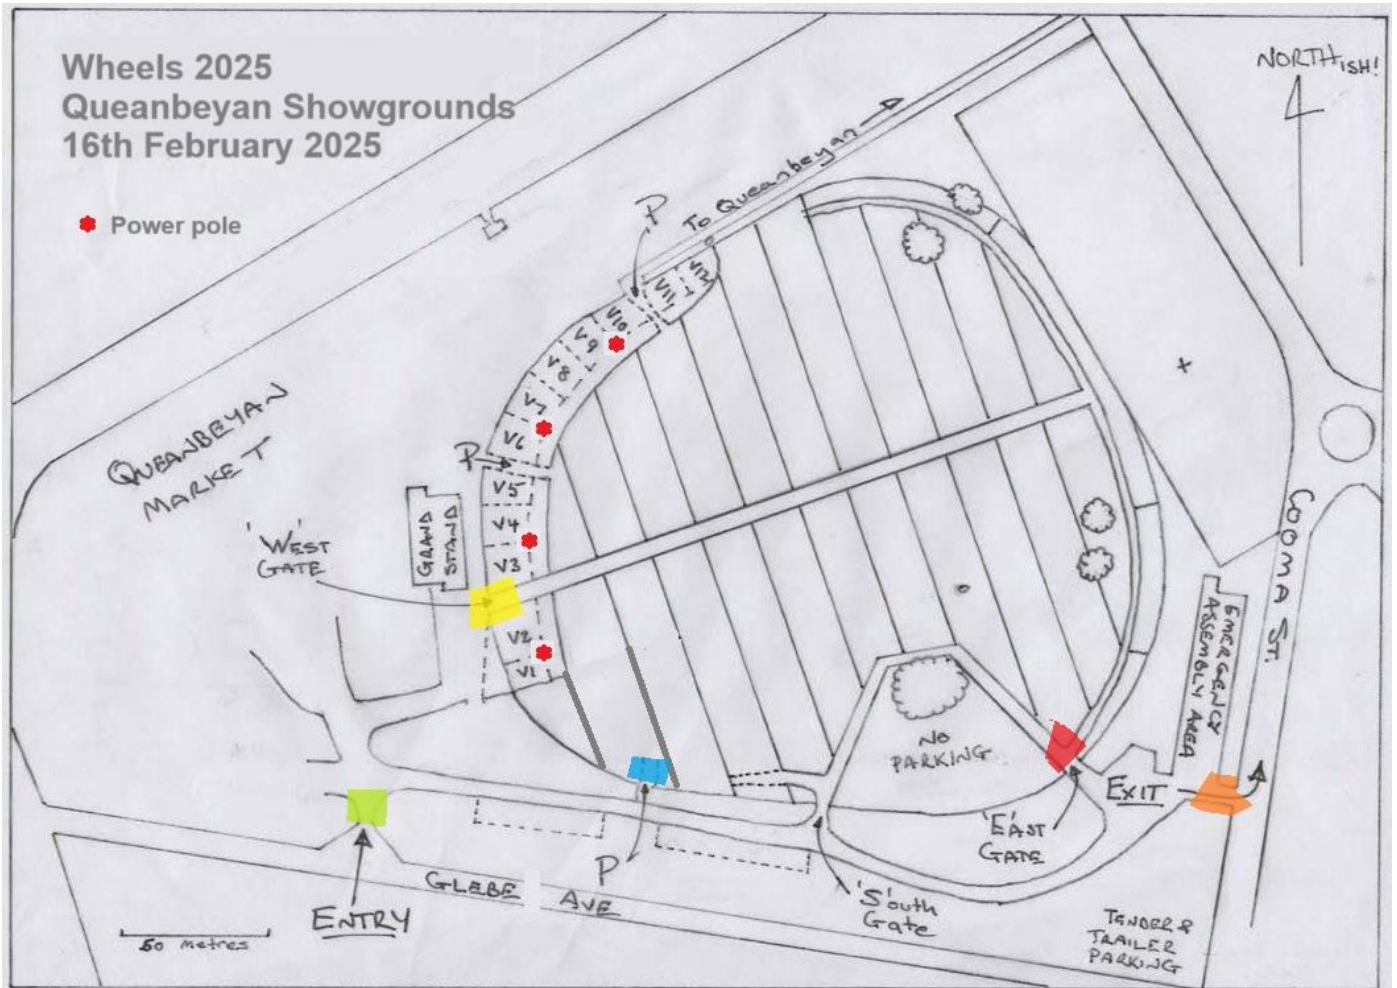 Wheels 2025
Queanbeyan Showgrounds
16th February 2025
Power pole
NORTHISH!
To Queanbeyan
P
V12
V11
V10
V9
V8
V7
V6
P
V5
V4
V3
V2
V1
QUEANBEYAN
MARKET
'WEST
GATE
GRAND
STAND
COOMA ST.
EMERGENCY
ASSEMBLY AREA
NO
PARKING
EXIT
'E'AST
GATE
'S'outh
Gate
P
GLEBE AVE
ENTRY
50 metres
TENDER &
TRAILER
PARKING